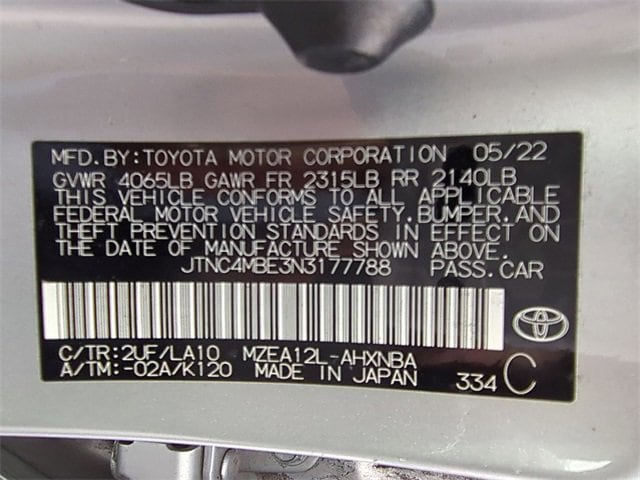 MFD.BY:TOYOTA MOTOR CORPORATION 05/22
GVWR 4065LB GAWR FR 2315LB RR 2140LB
THIS VEHICLE CONFORMS TO ALL APPLICABLE
FEDERAL MOTOR VEHICLE SAFETY,BUMPER,AND
THEFT PREVENTION STANDARDS IN EFFECT ON
THE DATE OF MANUFACTURE SHOWN ABOVE.
JTNC4MBE3N3177788 PASS.CAR
C/TR:2UF/LA10 MZEA12L-AHXNBA
A/TM:-02A/K120 MADE IN JAPAN 334 C